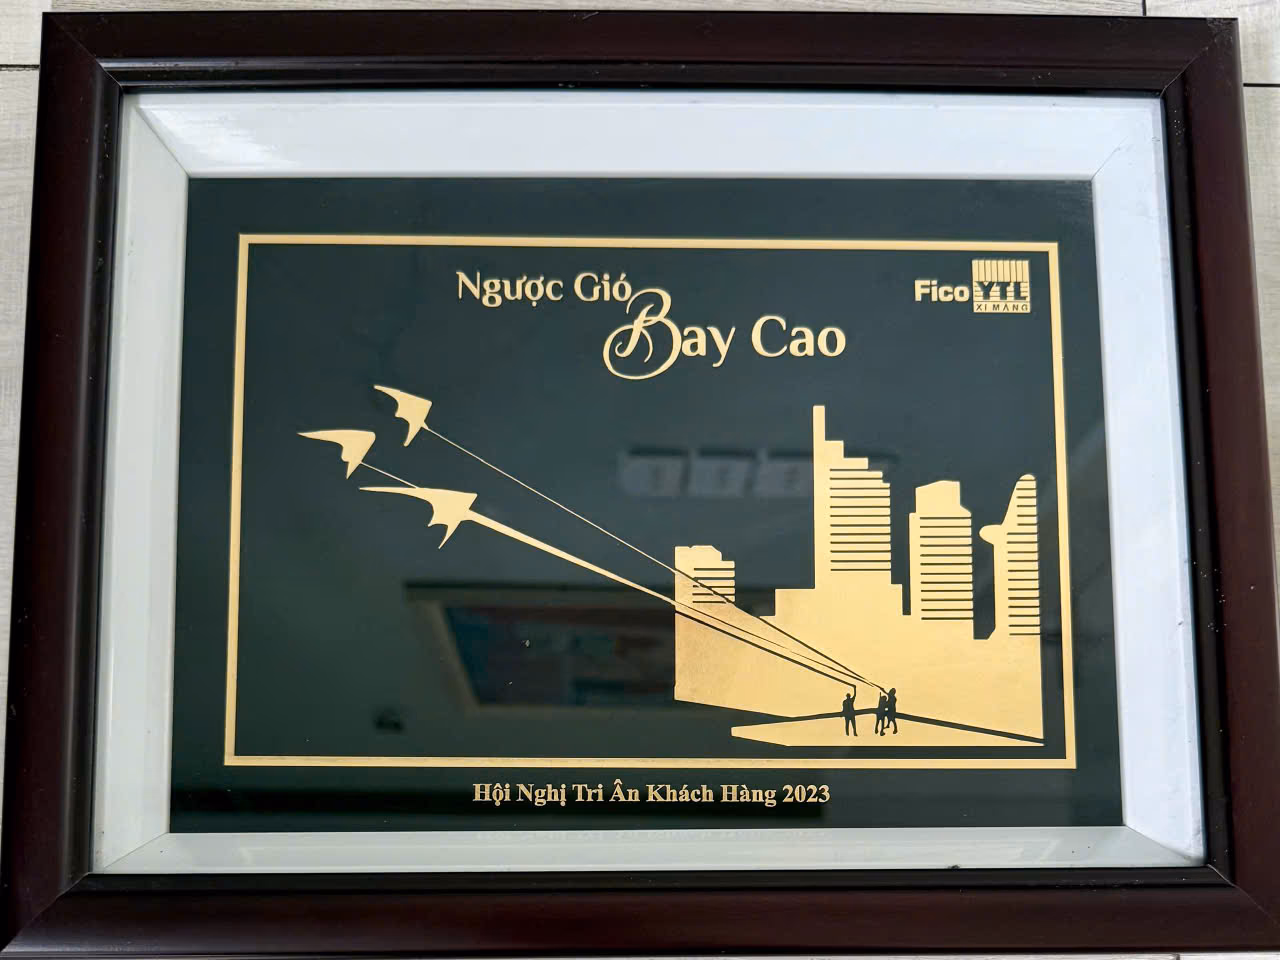 Ngược Gió
Bay Cao
Fico YTL
XI MĂNG
Hội Nghị Tri Ân Khách Hàng 2023